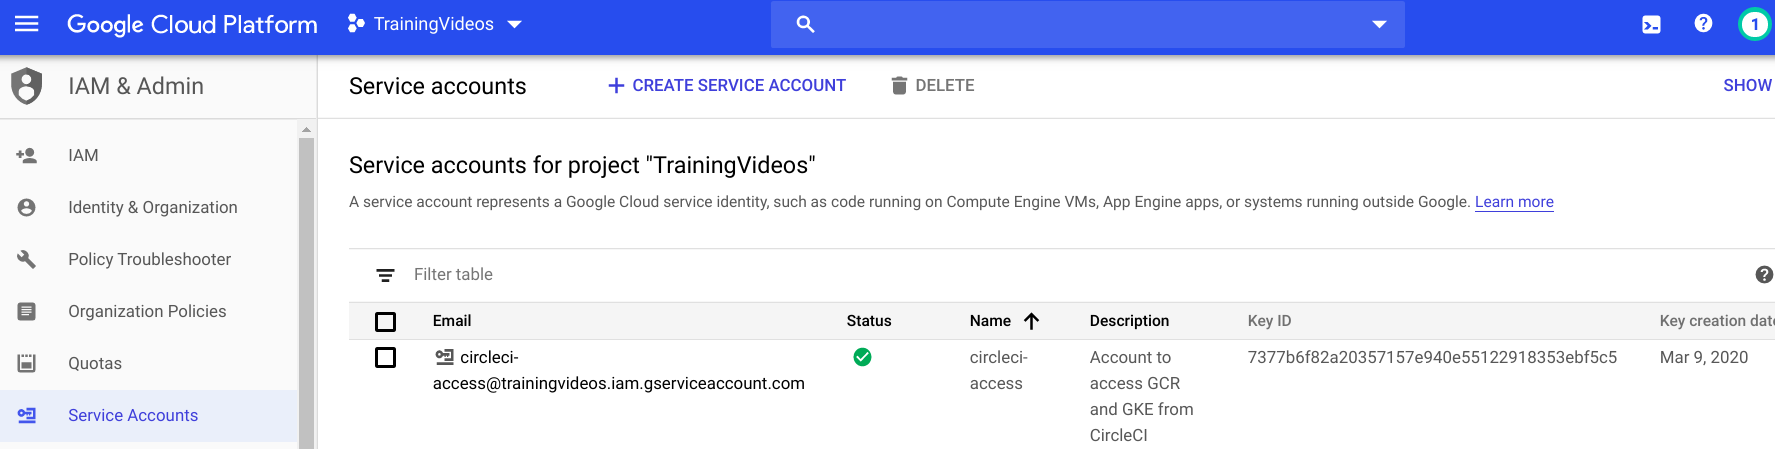 Google Cloud Platform TrainingVideos 1
IAM & Admin
Service accounts CREATE SERVICE ACCOUNT DELETE SHOW
IAM
Identity & Organization
Policy Troubleshooter
Organization Policies
Quotas
Service Accounts
Service accounts for project "TrainingVideos"
A service account represents a Google Cloud service identity, such as code running on Compute Engine VMs, App Engine apps, or systems running outside Google. Learn more
Filter table
Email Status Name Description Key ID Key creation date
circleci- circleci- Account to 7377b6f82a20357157e940e55122918353ebf5c5 Mar 9, 2020
access@trainingvideos.iam.gserviceaccount.com access access GCR
and GKE from
CircleCI